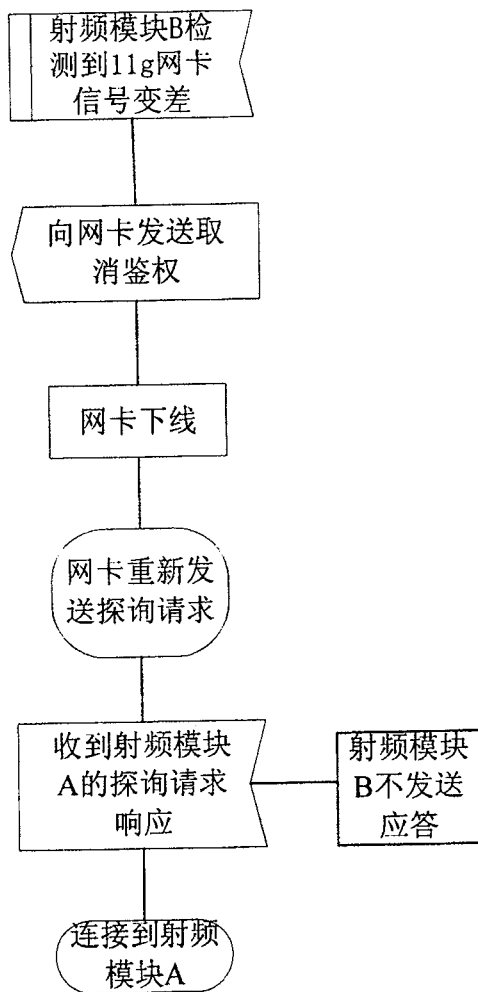 射频模块B检
测到11g网卡
信号变差
向网卡发送取
消鉴权
网卡下线
网卡重新发
送探询请求
收到射频模块
A的探询请求
响应
射频模块
B不发送
应答
连接到射频
模块A